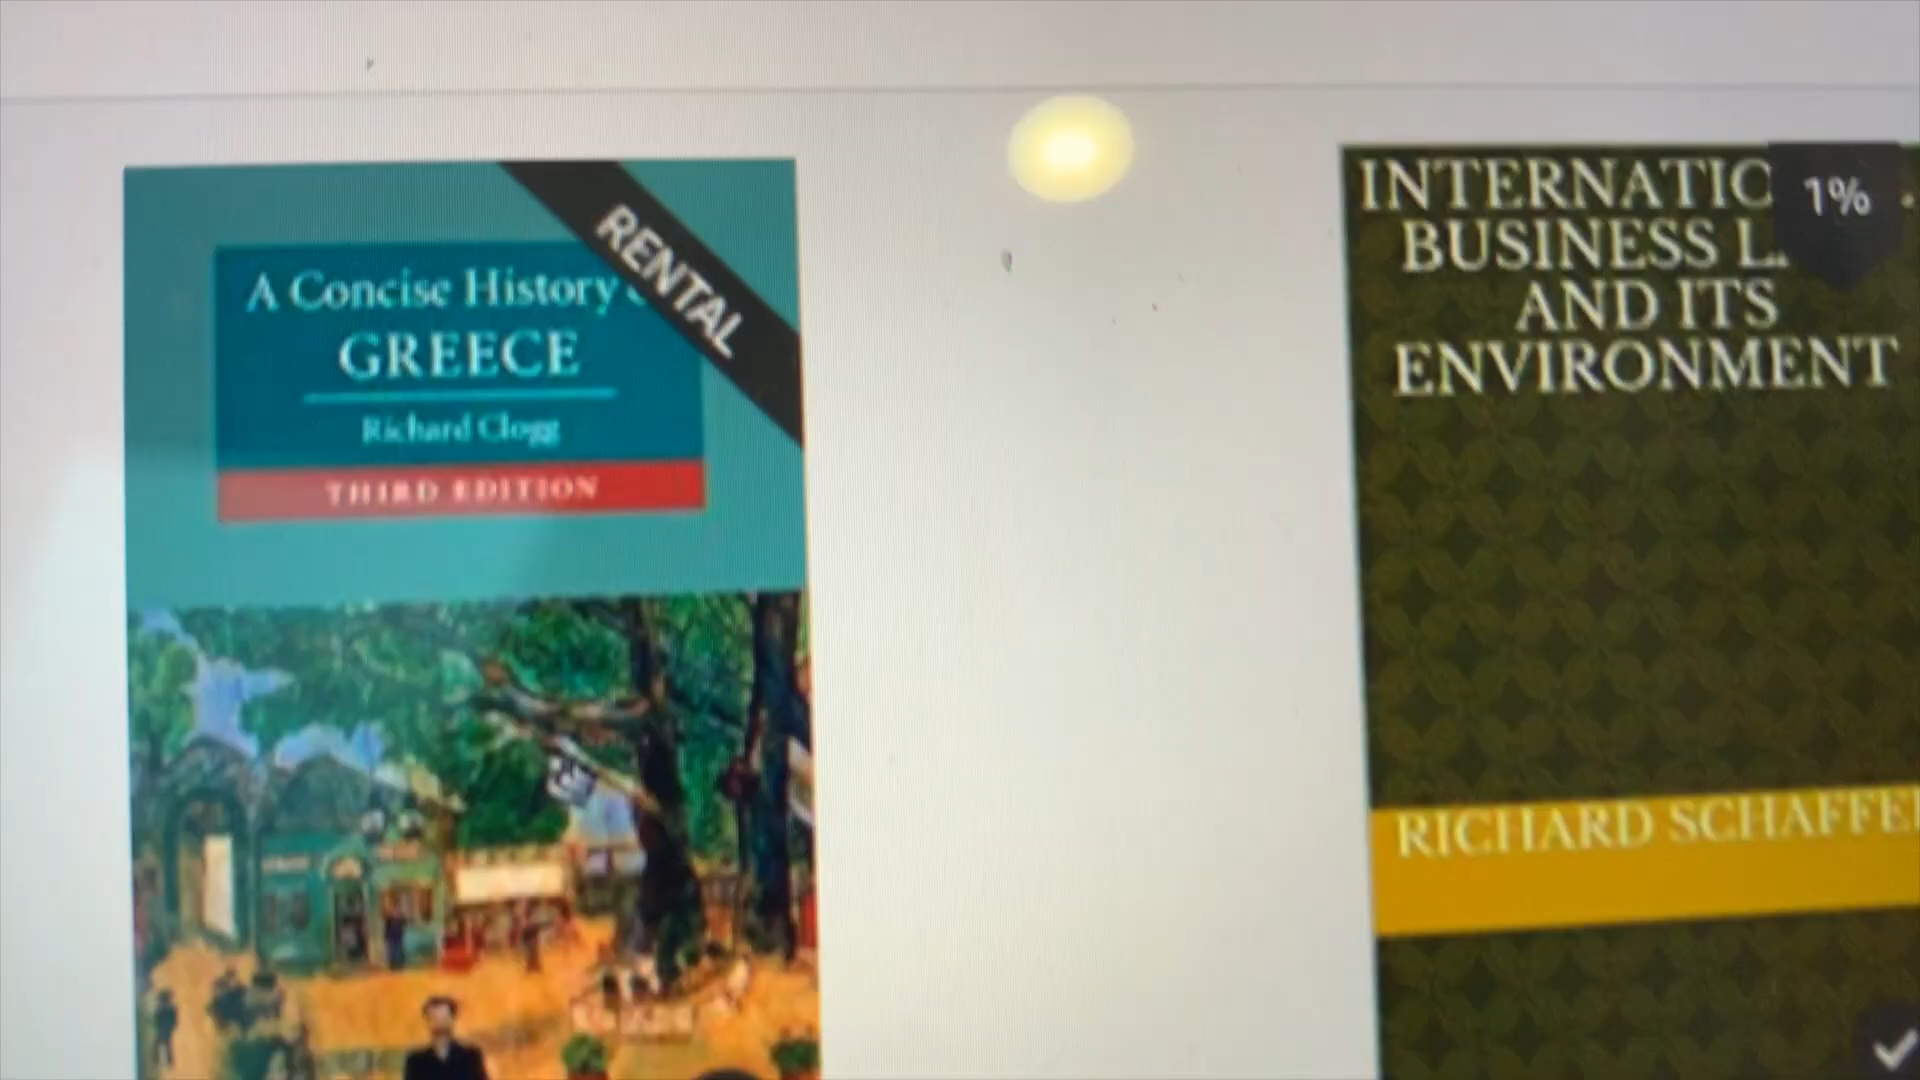 A Concise History
GREECE
Richard Clogg
THIRD EDITION
RENTAL
INTERNATIO
BUSINESS L
AND ITS
ENVIRONMENT
1%
RICHARD SCHAFFE